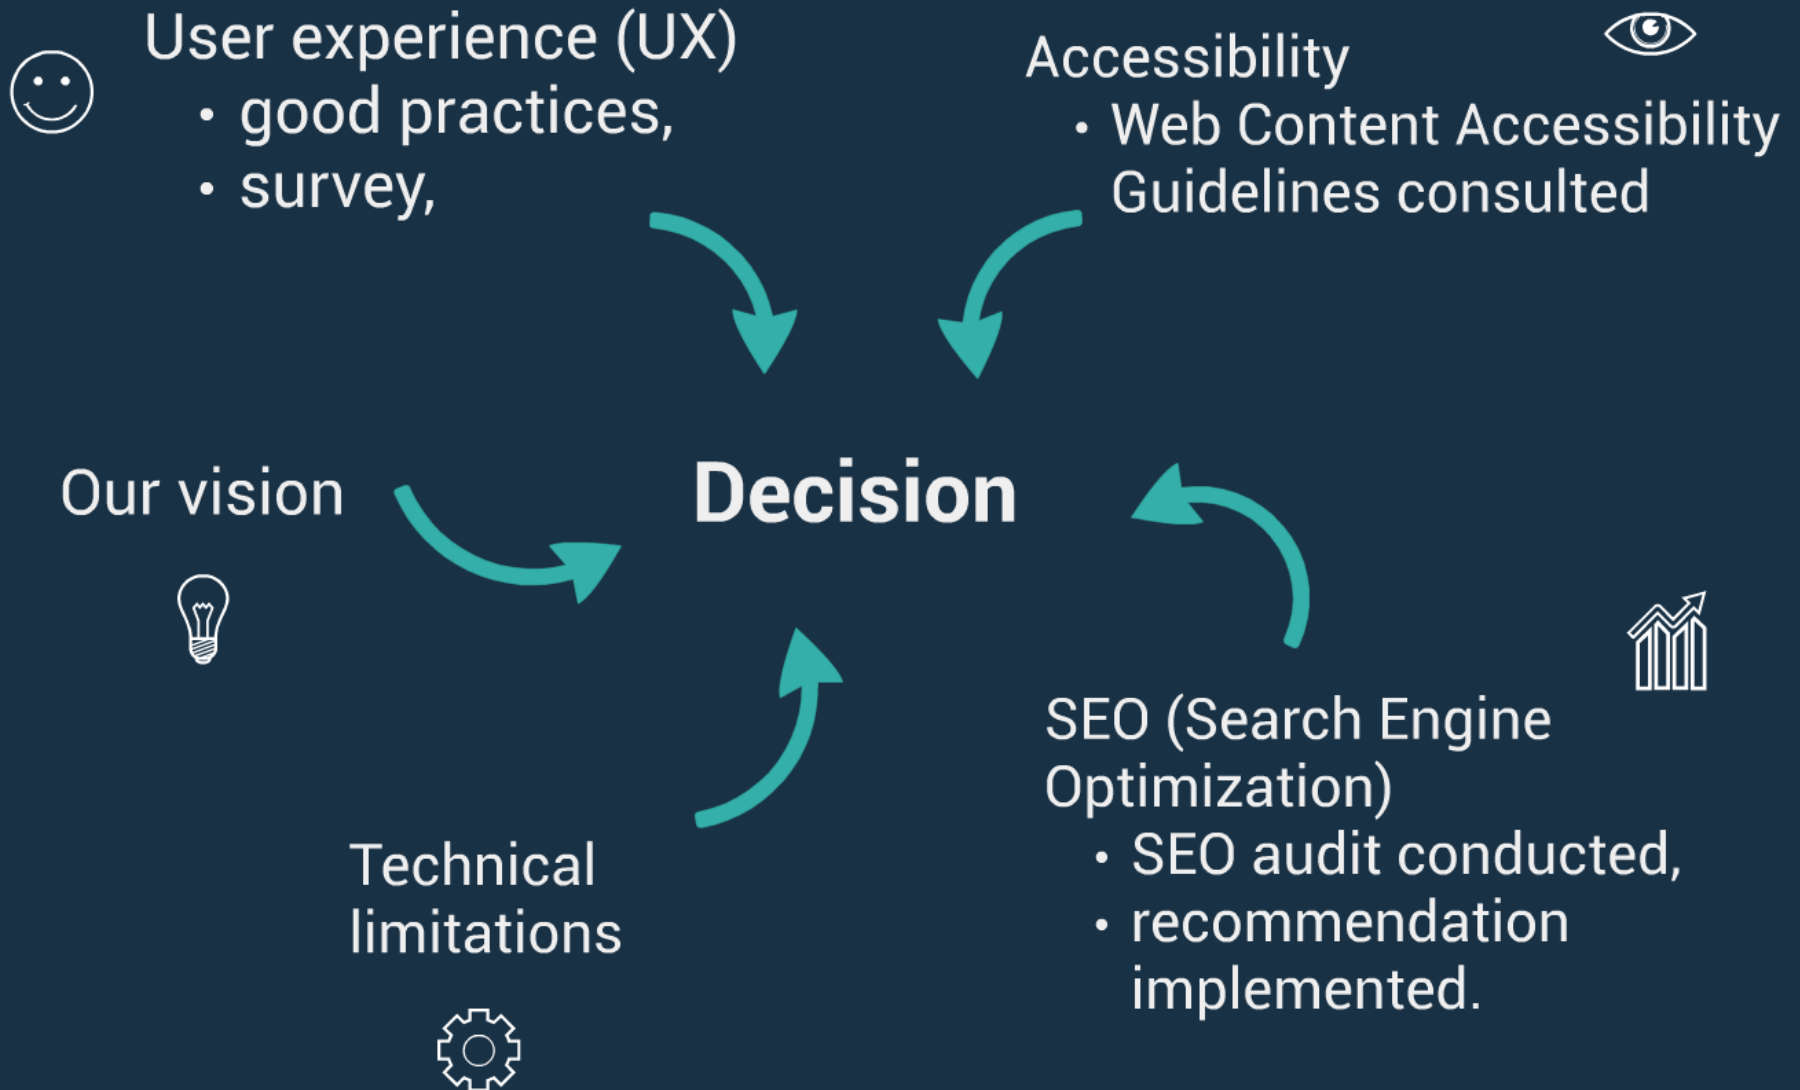 User experience (UX)
• good practices,
• survey,
Accessibility
• Web Content Accessibility
Guidelines consulted
Our vision
Decision
Technical
limitations
SEO (Search Engine
Optimization)
• SEO audit conducted,
• recommendation
implemented.